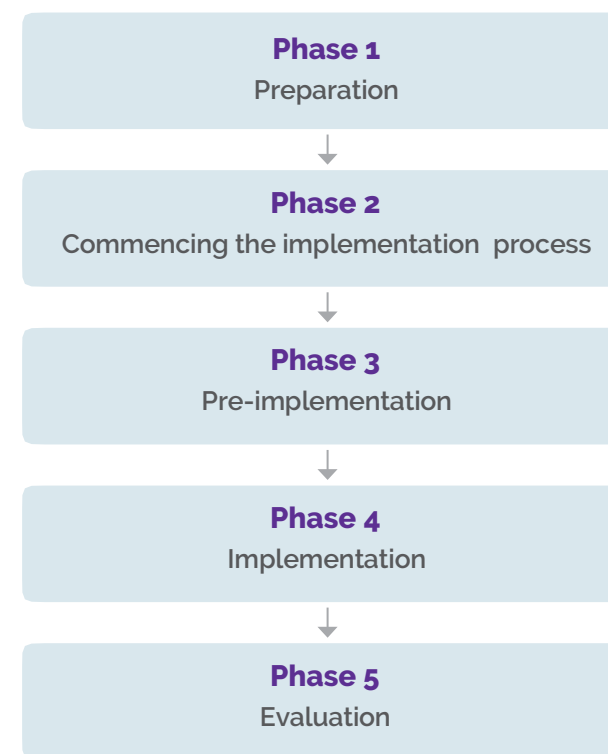 Phase 1
Preparation
Phase 2
Commencing the implementation process
Phase 3
Pre-implementation
Phase 4
Implementation
Phase 5
Evaluation